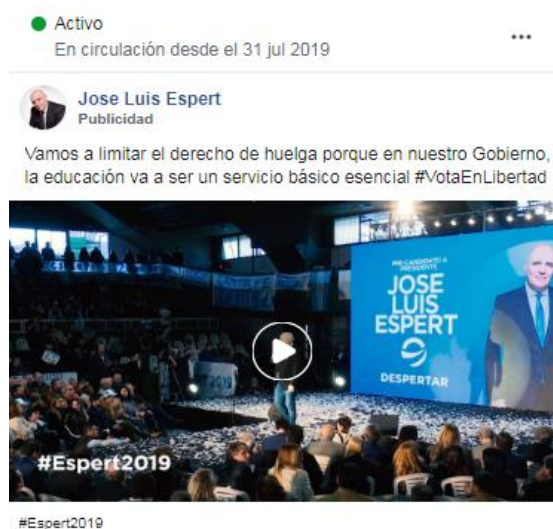 Activo
En circulación desde el 31 jul 2019
Jose Luis Espert
Publicidad
Vamos a limitar el derecho de huelga porque en nuestro Gobierno,
la educación va a ser un servicio básico esencial #VotaEnLibertad
PRE-CANDIDATO A
PRESIDENTE
JOSE
LUIS
ESPERT
DESPERTAR
#Espert2019
#Espert2019